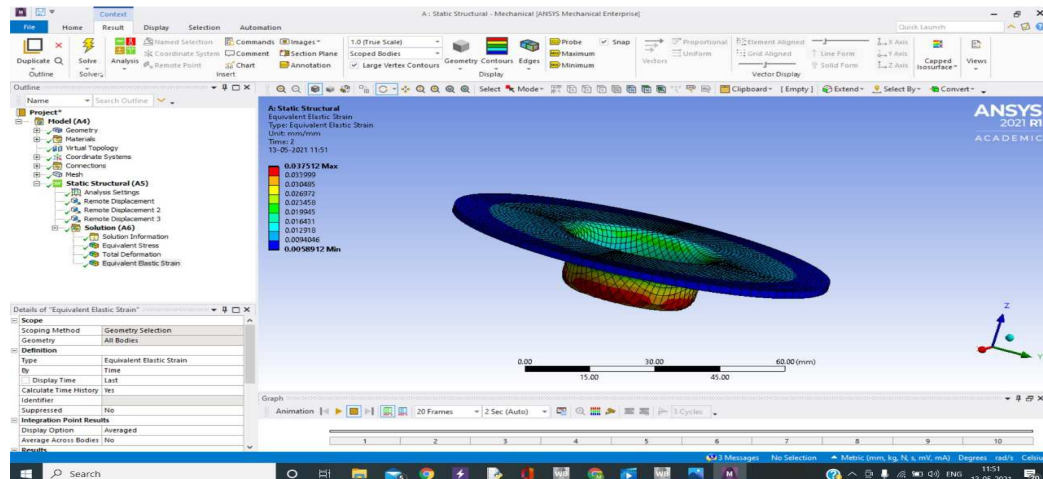 Context
A : Static Structural - Mechanical [ANSYS Mechanical Enterprise]
File Home Result Display Selection Automation
Quick Launch
Duplicate Q
Outline
Solve
Solver
Analysis
Named Selection
Coordinate System
Remote Point
Commands
Comment
Chart
Images
Section Plane
Annotation
Insert
1.0 (True Scale)
Scoped Bodies
Large Vertex Contours
Geometry Contours Edges
Display
Probe
Maximum
Minimum
Snap
Vectors
Proportional
Uniform
Element Aligned
Grid Aligned
Line Form
Solid Form
X Axis
Y Axis
Z Axis
Vector Display
Capped
Isosurface
Views
Select Mode
Clipboard [Empty] Extend Select By Convert
Outline
Name Search Outline
Project*
Model (A4)
Geometry
Materials
Virtual Topology
Coordinate Systems
Connections
Mesh
Static Structural (A5)
Analysis Settings
Remote Displacement
Remote Displacement 2
Remote Displacement 3
Solution (A6)
Solution Information
Equivalent Stress
Total Deformation
Equivalent Elastic Strain
A: Static Structural
Equivalent Elastic Strain
Type: Equivalent Elastic Strain
Unit: mm/mm
Time: 2
13-05-2021 11:51
0.037512 Max
0.033999
0.030485
0.026972
0.023458
0.019945
0.016431
0.012918
0.0094046
0.0058912 Min
ANSYS
2021 R1
ACADEMIC
Z
Y
0.00 30.00 60.00 (mm)
15.00 45.00
Details of "Equivalent Elastic Strain"
Scope
Scoping Method Geometry Selection
Geometry All Bodies
Definition
Type Equivalent Elastic Strain
By Time
Display Time Last
Calculate Time History Yes
Identifier
Suppressed No
Integration Point Results
Display Option Averaged
Average Across Bodies No
Results
Graph
Animation 20 Frames 2 Sec (Auto) 3 Cycles
1 2 3 4 5 6 7 8 9 10
3 Messages No Selection Metric (mm, kg, N, s, mV, mA) Degrees rad/s Celsiu
Search
ENG
11:51
13-05-2021